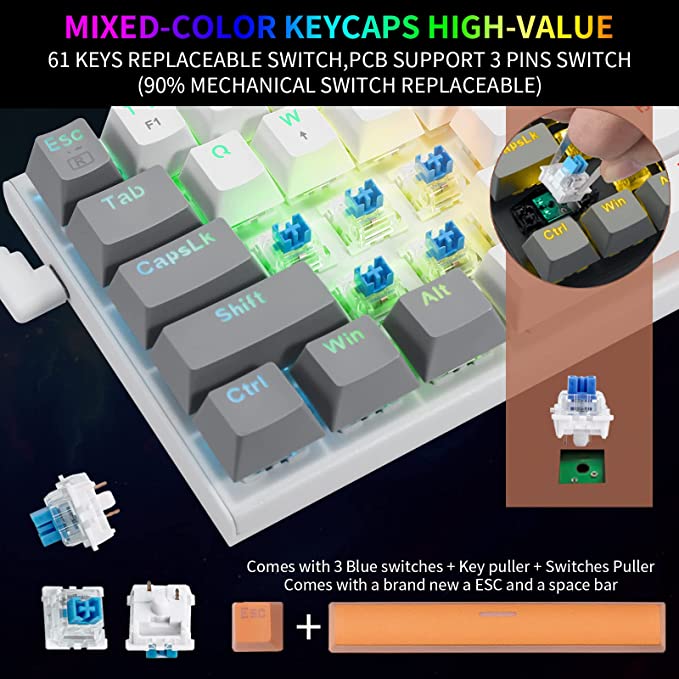 MIXED-COLOR KEYCAPS HIGH-VALUE
61 KEYS REPLACEABLE SWITCH,PCB SUPPORT 3 PINS SWITCH
(90% MECHANICAL SWITCH REPLACEABLE)
Esc
R
F1
Q
W
Tab
CapsLk
Shift
Ctrl
Win
Alt
psLk
Ctrl
Win
Comes with 3 Blue switches + Key puller + Switches Puller
Comes with a brand new a ESC and a space bar
Esc
+